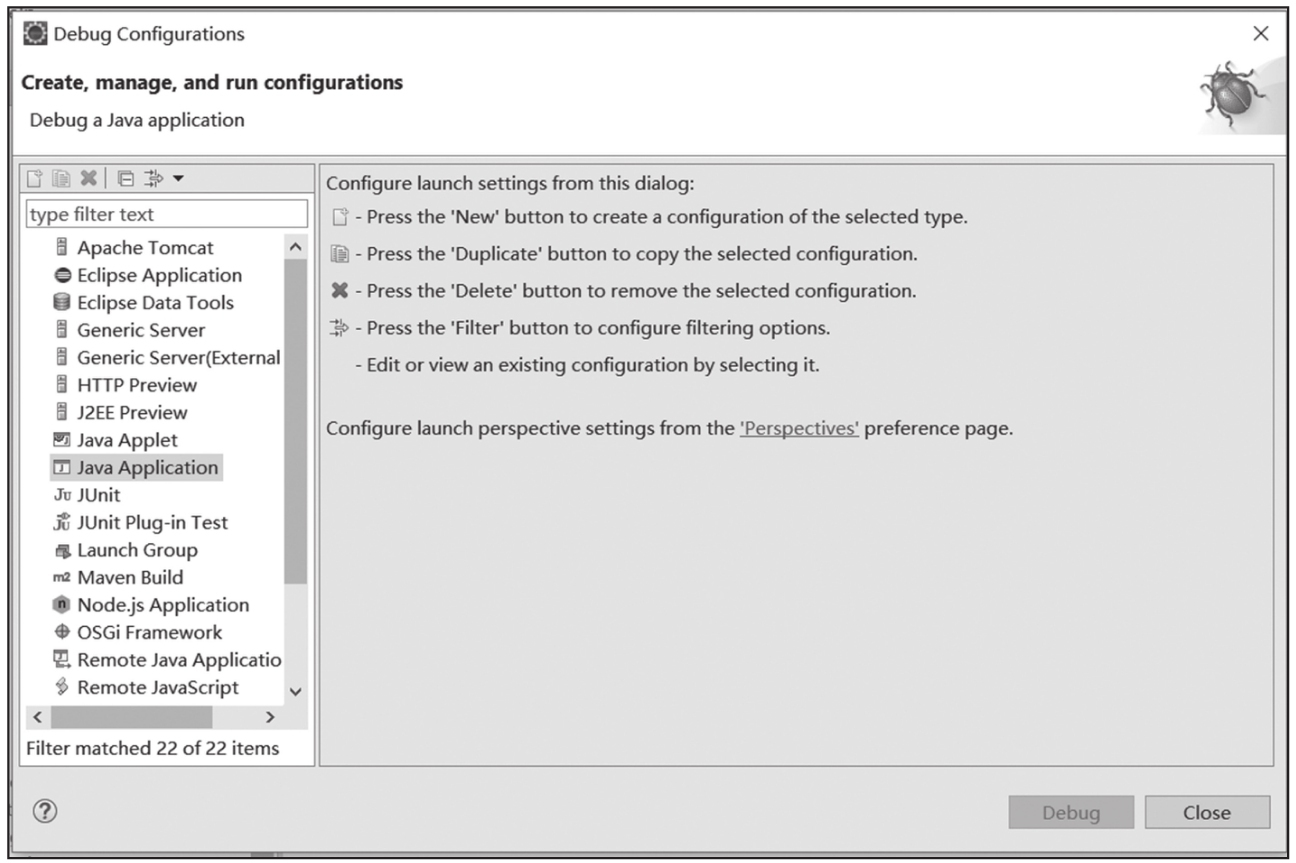 Debug Configurations
Create, manage, and run configurations
Debug a Java application
type filter text
Apache Tomcat
Eclipse Application
Eclipse Data Tools
Generic Server
Generic Server(External
HTTP Preview
J2EE Preview
Java Applet
Java Application
Ju JUnit
JUnit Plug-in Test
Launch Group
m2 Maven Build
Node.js Application
OSGi Framework
Remote Java Applicatio
Remote JavaScript
Filter matched 22 of 22 items
Configure launch settings from this dialog:
- Press the 'New' button to create a configuration of the selected type.
- Press the 'Duplicate' button to copy the selected configuration.
- Press the 'Delete' button to remove the selected configuration.
- Press the 'Filter' button to configure filtering options.
- Edit or view an existing configuration by selecting it.
Configure launch perspective settings from the 'Perspectives' preference page.
Debug
Close